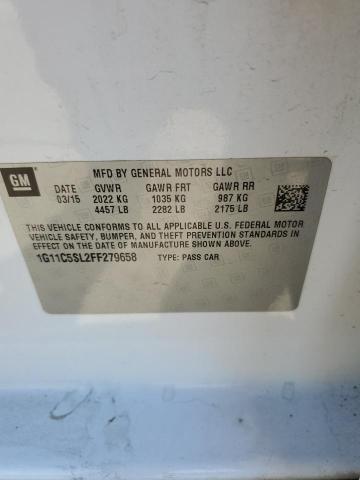 GM
MFD BY GENERAL MOTORS LLC
DATE GVWR GAWR FRT GAWR RR
03/15 2022 KG 1035 KG 987 KG
4457 LB 2282 LB 2175 LB
THIS VEHICLE CONFORMS TO ALL APPLICABLE U.S. FEDERAL MOTOR
VEHICLE SAFETY, BUMPER, AND THEFT PREVENTION STANDARDS
IN EFFECT ON THE DATE OF MANUFACTURE SHOWN ABOVE.
1G11C5SL2FF279658 TYPE: PASS CAR